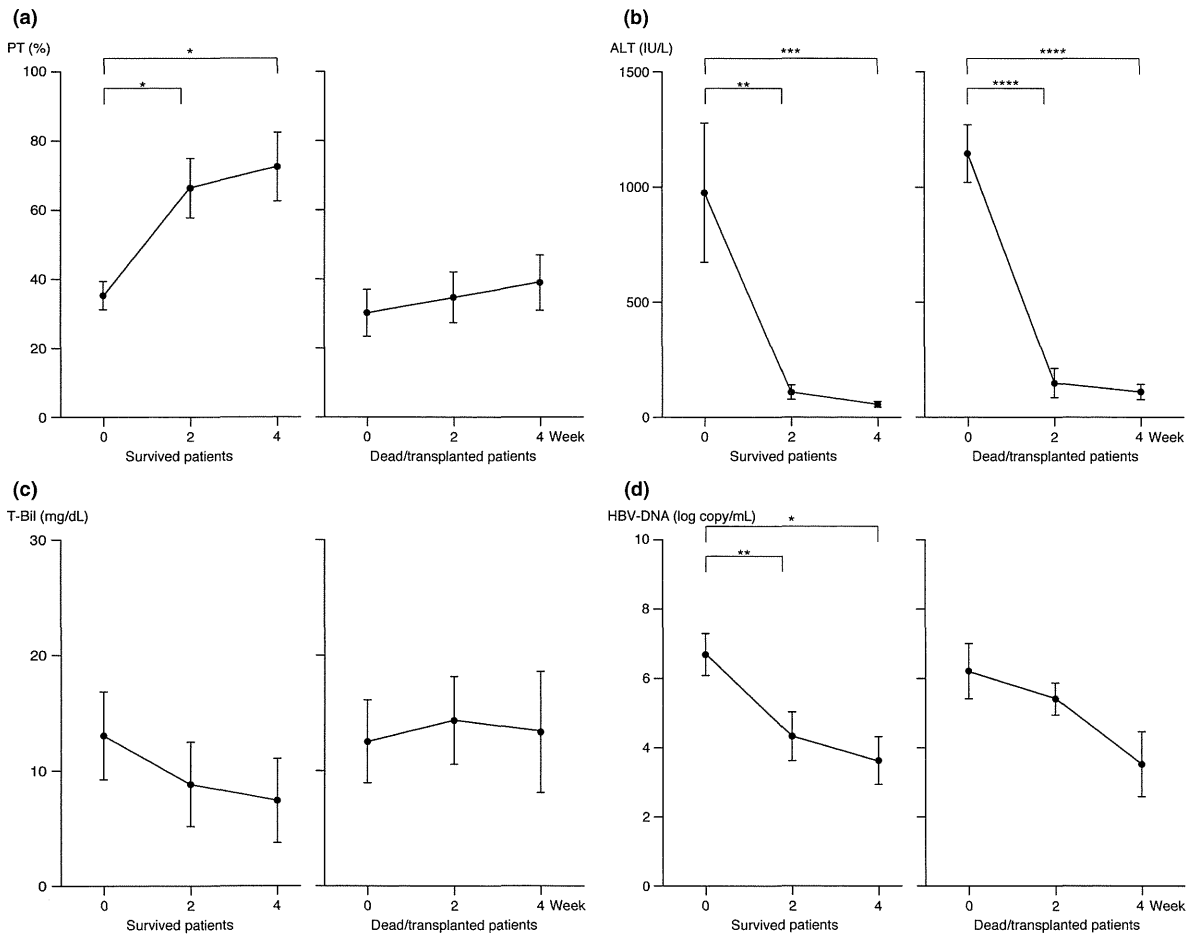 (a)
PT (%)
*
*
100
80
60
40
20
0
0 2 4
Survived patients
0 2 4 Week
Dead/transplanted patients
(b)
ALT (IU/L)
***
**
****
****
1500
1000
500
0
0 2 4
Survived patients
0 2 4 Week
Dead/transplanted patients
(c)
T-Bil (mg/dL)
30
20
10
0
0 2 4
Survived patients
0 2 4 Week
Dead/transplanted patients
(d)
HBV-DNA (log copy/mL)
*
**
10
8
6
4
2
0
0 2 4
Survived patients
0 2 4 Week
Dead/transplanted patients